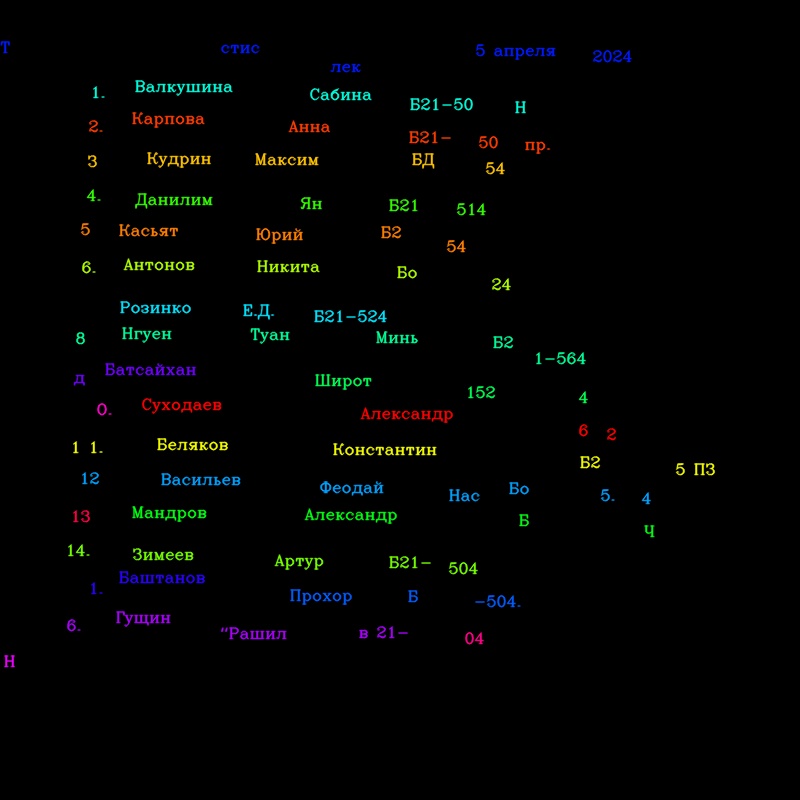 Т стис лек 5 апреля 2024
1. Валкушина Сабина Б21-50 Н
2. Карпова Анна Б21- 50 пр.
3 Кудрин Максим БД 54
4. Данилим Ян Б21 514
5 Касьят Юрий Б2 54
6. Антонов Никита Бо 24
Розинко Е.Д. Б21-524
8 Нгуен Туан Минь Б2 1-564
д Батсайхан Широт 152 4
0. Суходаев Александр 6 2
1 1. Беляков Константин Б2 5 ПЗ
12 Васильев Феодай Нас Бо 5. 4
13 Мандров Александр Б Ч
14. Зимеев Артур Б21- 504
1. Баштанов Прохор Б -504.
6. Гущин "Рашил в 21- 04
Н